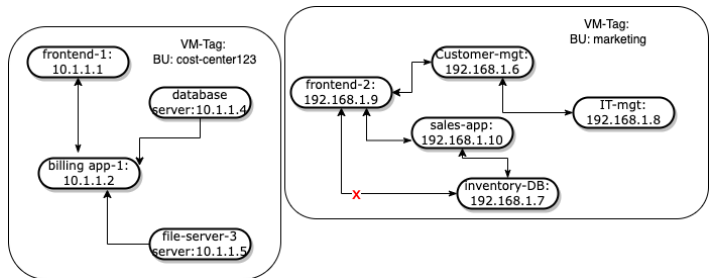 VM-Tag:
BU: cost-center123
frontend-1:
10.1.1.1
database
server:10.1.1.4
billing app-1:
10.1.1.2
file-server-3
server:10.1.1.5
VM-Tag:
BU: marketing
Customer-mgt:
192.168.1.6
frontend-2:
192.168.1.9
IT-mgt:
192.168.1.8
sales-app:
192.168.1.10
X
inventory-DB:
192.168.1.7